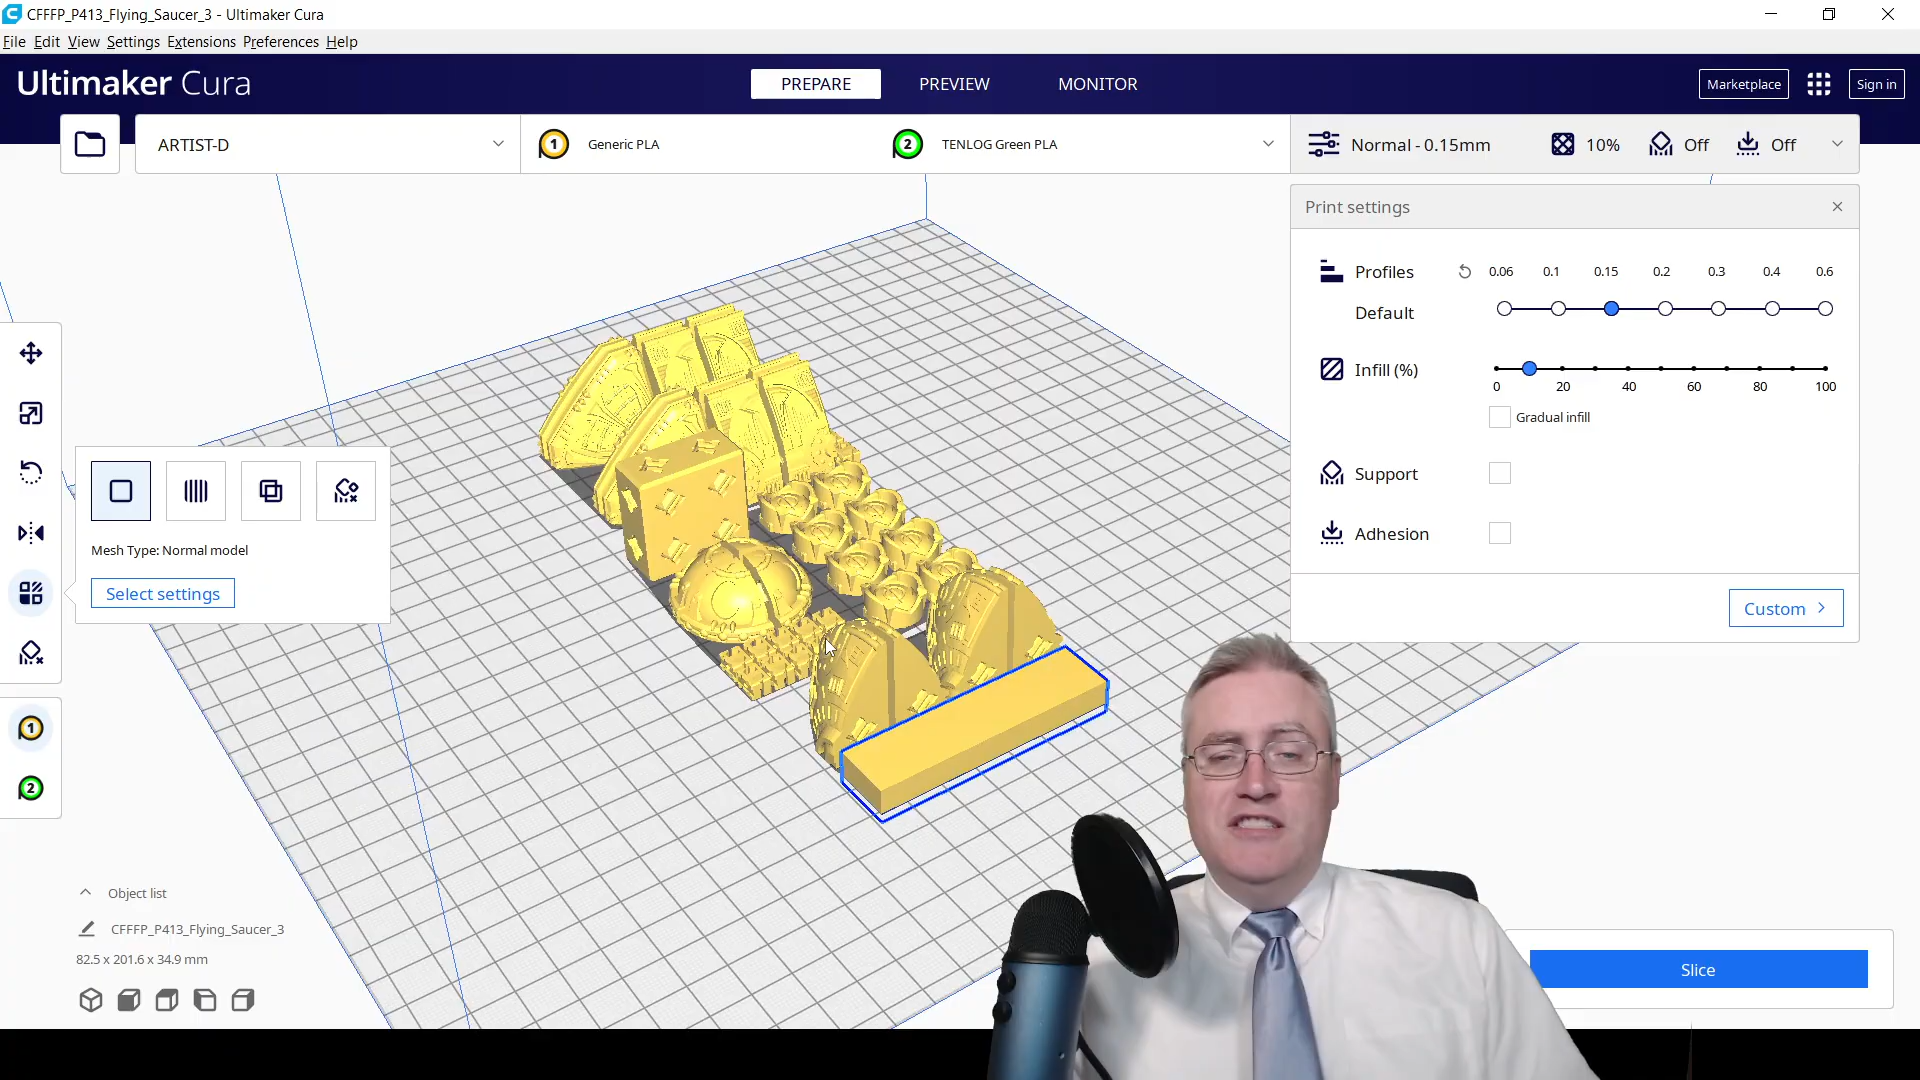 CFFFP_P413_Flying_Saucer_3 - Ultimaker Cura
File Edit View Settings Extensions Preferences Help
Ultimaker Cura
PREPARE
PREVIEW
MONITOR
Marketplace
Sign in
ARTIST-D
1
Generic PLA
2
TENLOG Green PLA
Normal - 0.15mm
10%
Off
Off
Print settings
Profiles
0.06 0.1 0.15 0.2 0.3 0.4 0.6
Default
Infill (%)
0 20 40 60 80 100
Gradual infill
Support
Adhesion
Custom
Mesh Type: Normal model
Select settings
1
2
Object list
CFFFP_P413_Flying_Saucer_3
82.5 x 201.6 x 34.9 mm
Slice